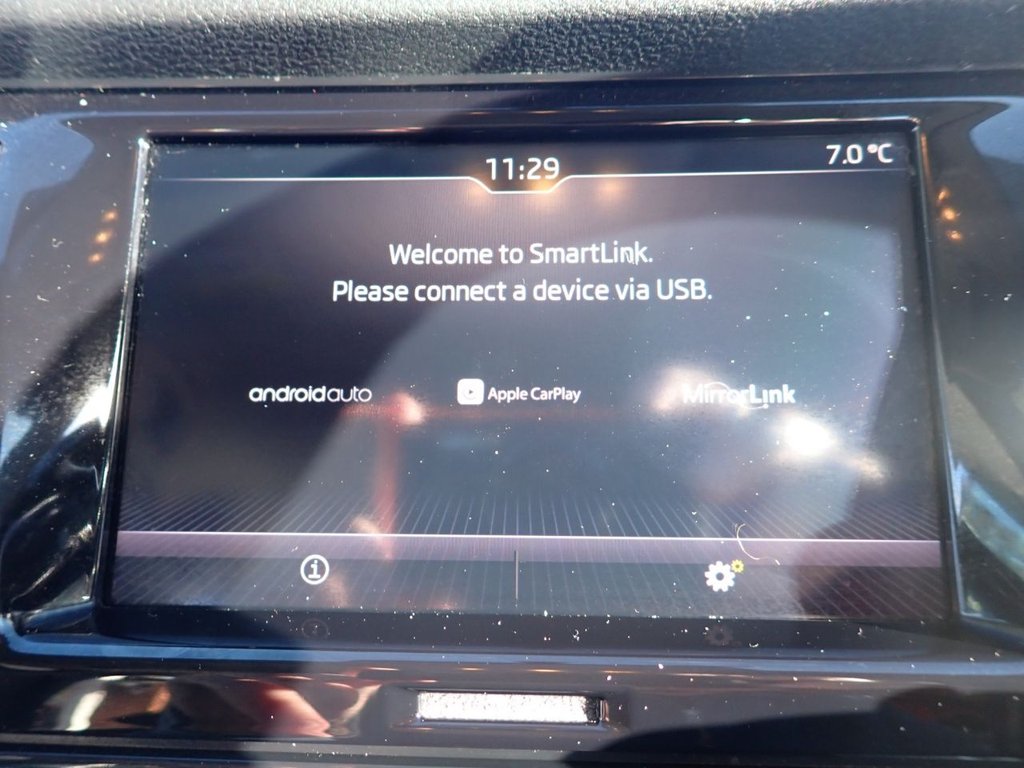 11:29
7.0 °C
Welcome to SmartLink.
Please connect a device via USB.
androidauto
Apple CarPlay
MirrorLink